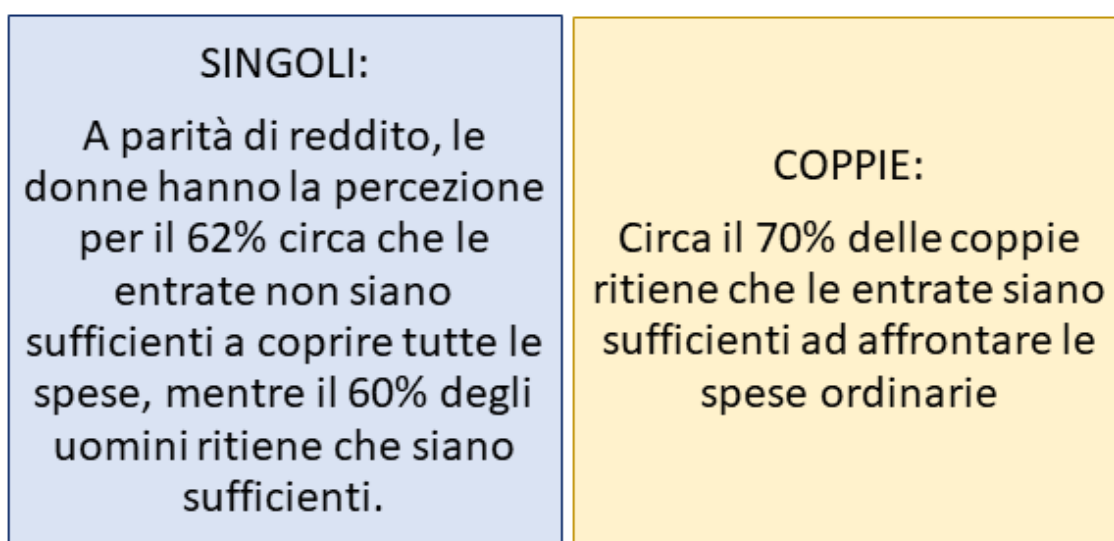 SINGOLI:
A parità di reddito, le
donne hanno la percezione
per il 62% circa che le
entrate non siano
sufficienti a coprire tutte le
spese, mentre il 60% degli
uomini ritiene che siano
sufficienti.
COPPIE:
Circa il 70% delle coppie
ritiene che le entrate siano
sufficienti ad affrontare le
spese ordinarie